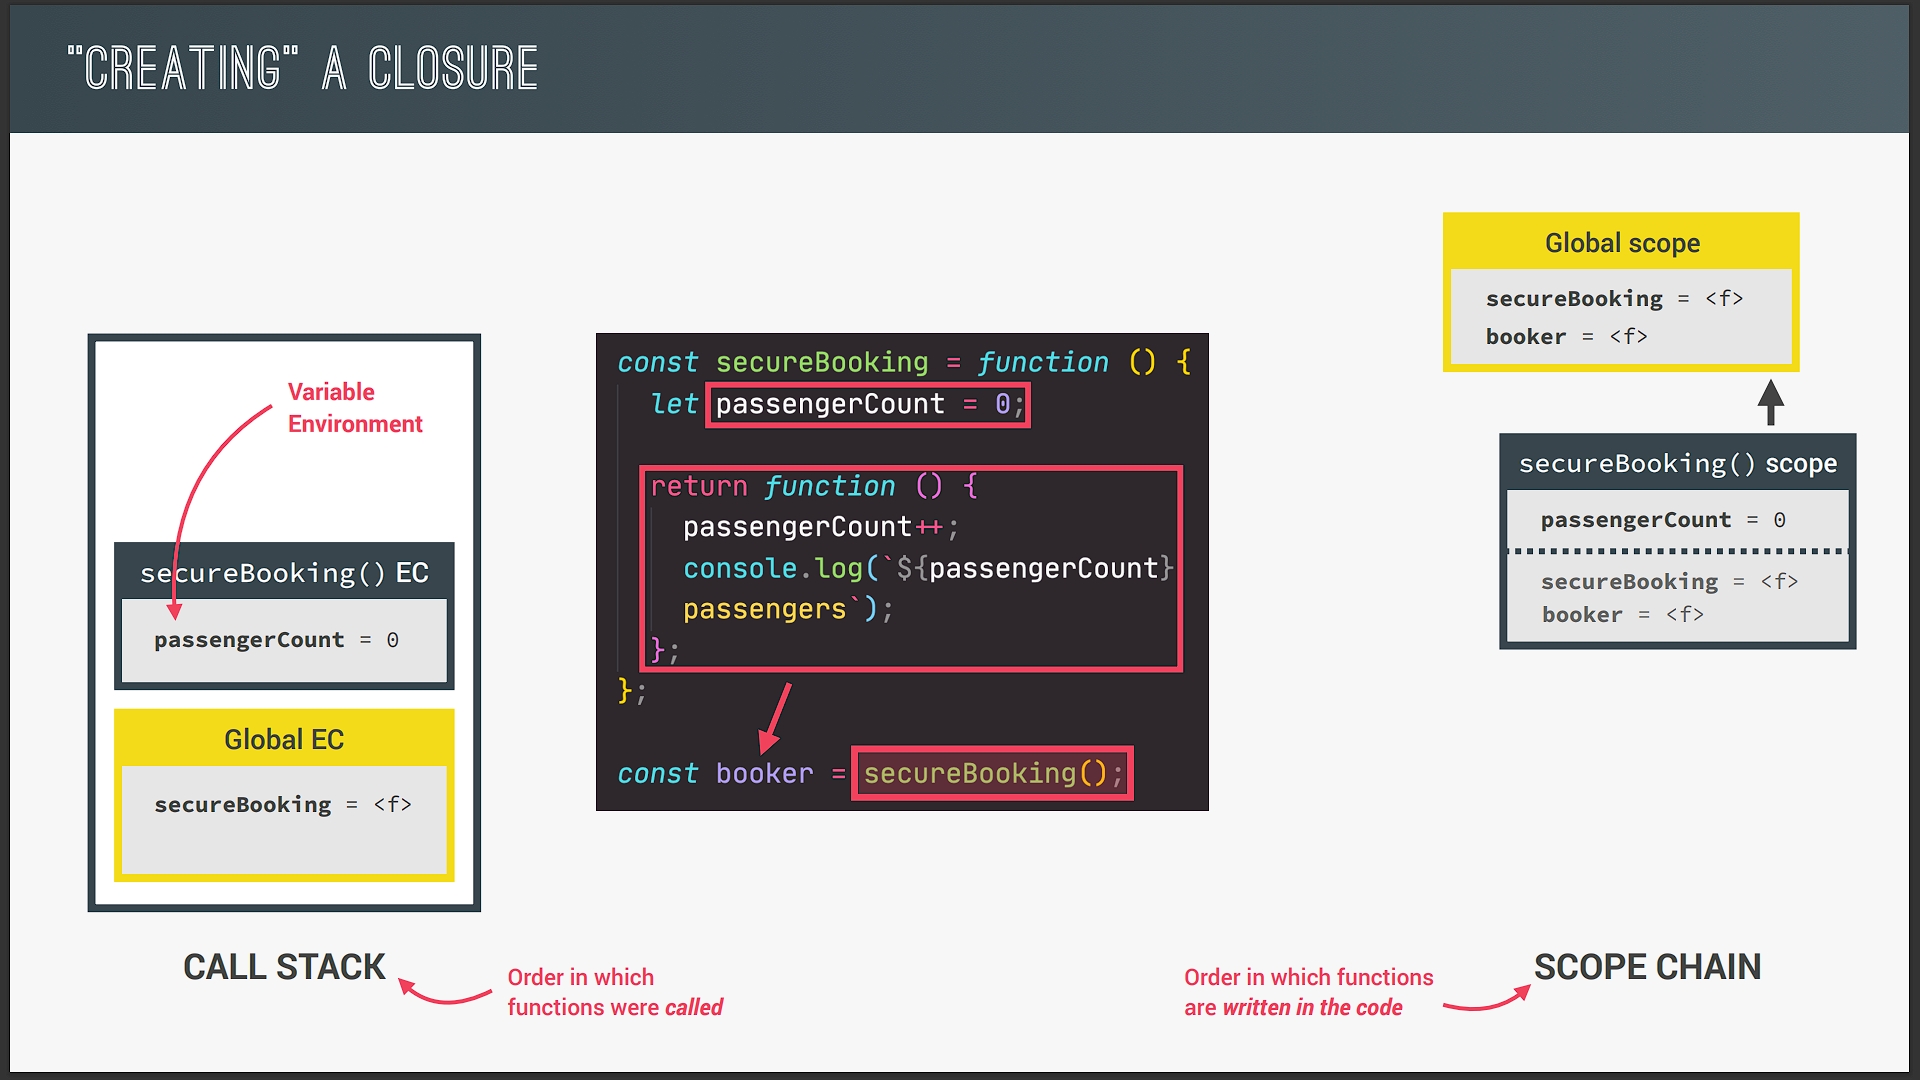 "CREATING" A CLOSURE
Variable
Environment
secureBooking() EC
passengerCount = 0
Global EC
secureBooking = <f>
CALL STACK
Order in which
functions were called
const secureBooking = function () {
let passengerCount = 0;
return function () {
passengerCount++;
console.log(`${passengerCount}
passengers`);
};
};
const booker = secureBooking();
Global scope
secureBooking = <f>
booker = <f>
secureBooking() scope
passengerCount = 0
secureBooking = <f>
booker = <f>
Order in which functions
are written in the code
SCOPE CHAIN